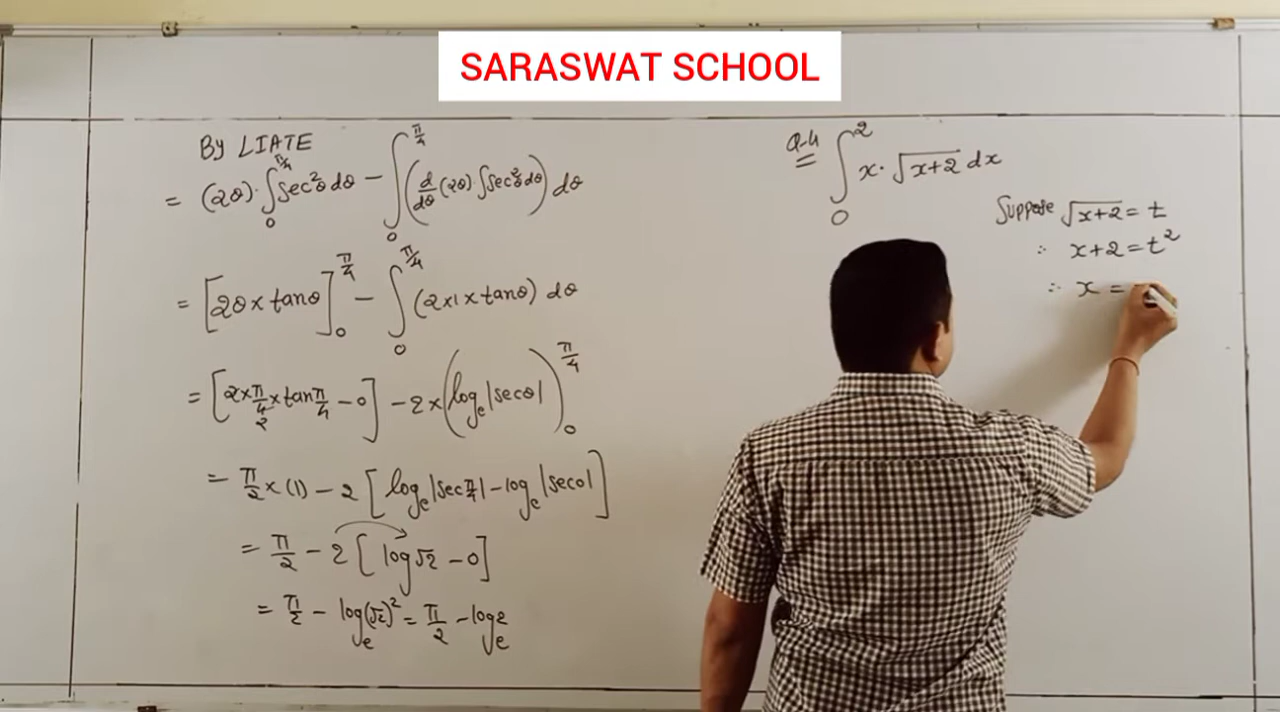 SARASWAT SCHOOL
By LIATE
= (2θ)·∫₀^{π/4} sec²θ dθ − ∫₀^{π/4} (d/dθ (2θ)·∫sec²θ dθ) dθ
= [2θ × tanθ]₀^{π/4} − ∫₀^{π/4} (2×1×tanθ) dθ
= [2×π/4×tan π/4 − 0] − 2×(logₑ|secθ|)₀^{π/4}
2
= π/2 × (1) − 2 [logₑ|sec π/4| − logₑ|sec0|]
= π/2 − 2 [log√2 − 0]
= π/2 − logₑ(√2)² = π/2 − logₑ2
Q-4 ∫₀² x·√(x+2) dx
Suppose √(x+2) = t
∴ x+2 = t²
∴ x =